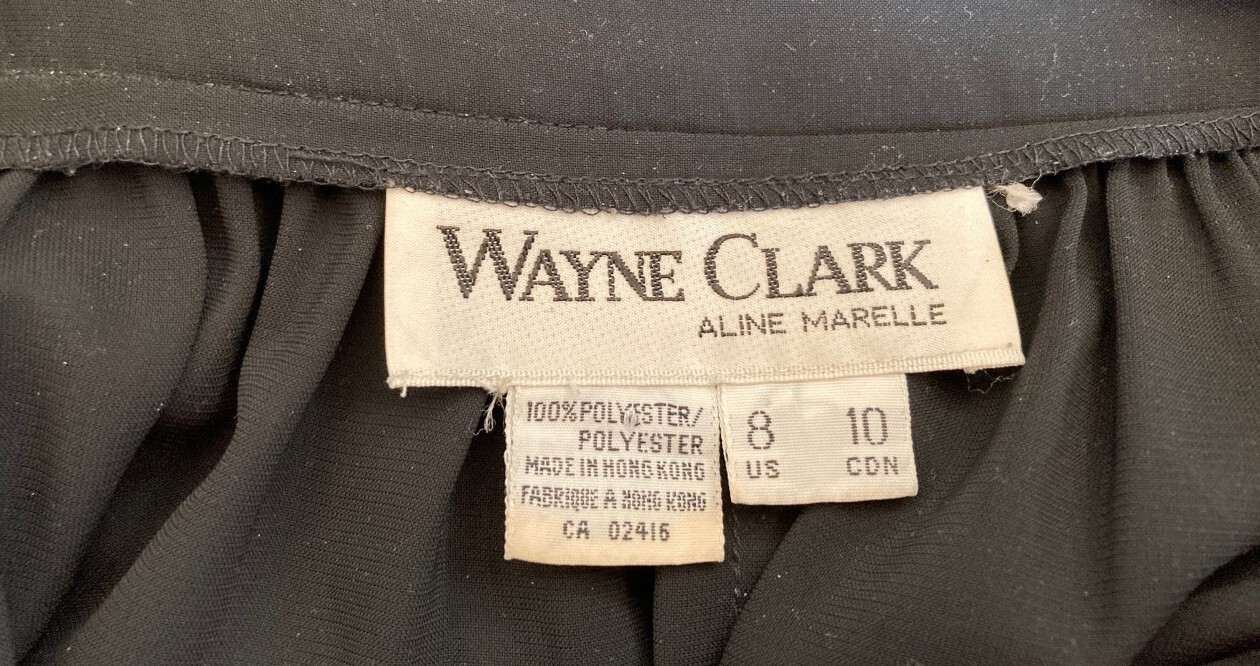 WAYNE CLARK
ALINE MARELLE
100%POLYESTER/
POLYESTER
MADE IN HONG KONG
FABRIQUE A HONG KONG
CA 02416
8 10
US CDN